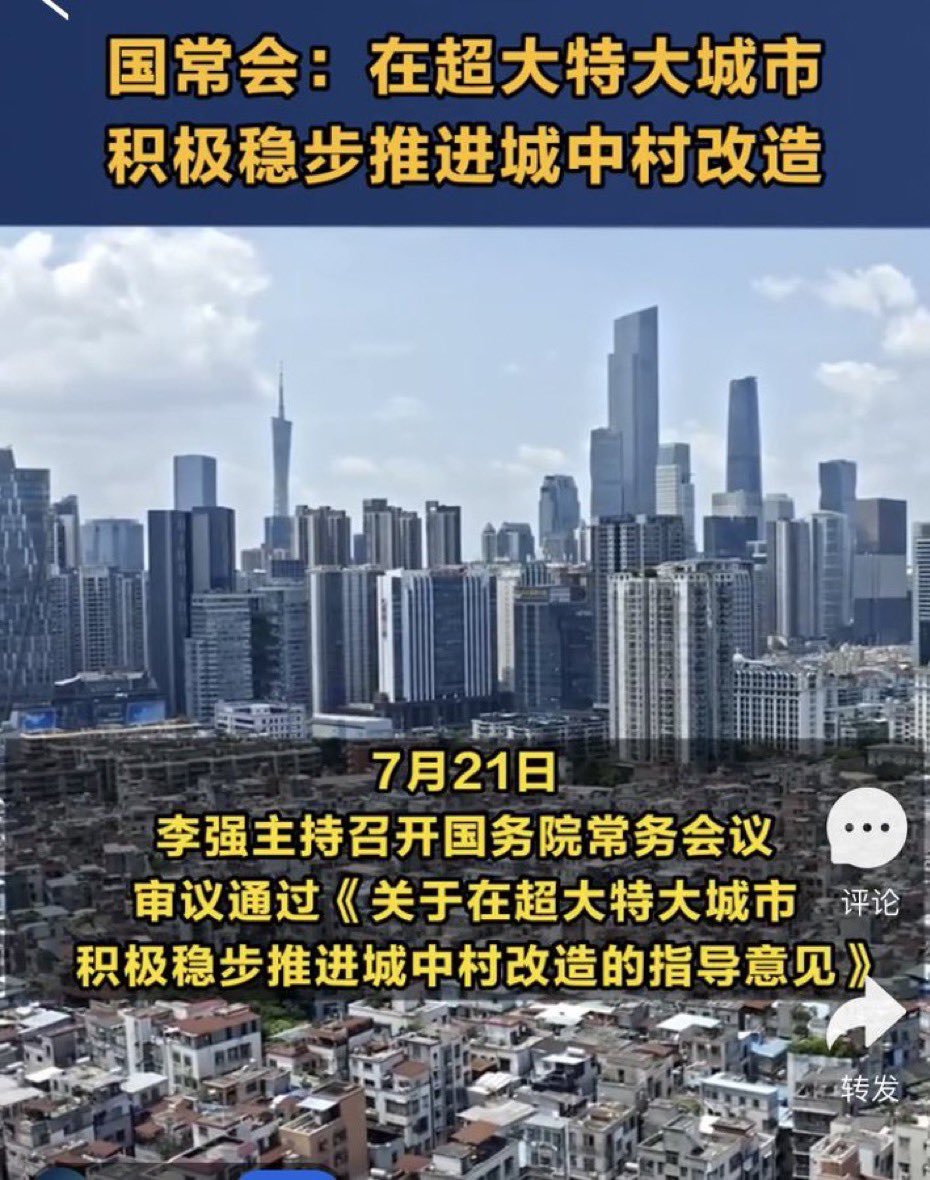 国常会：在超大特大城市
积极稳步推进城中村改造
7月21日
李强主持召开国务院常务会议
审议通过《关于在超大特大城市
积极稳步推进城中村改造的指导意见》
评论
转发